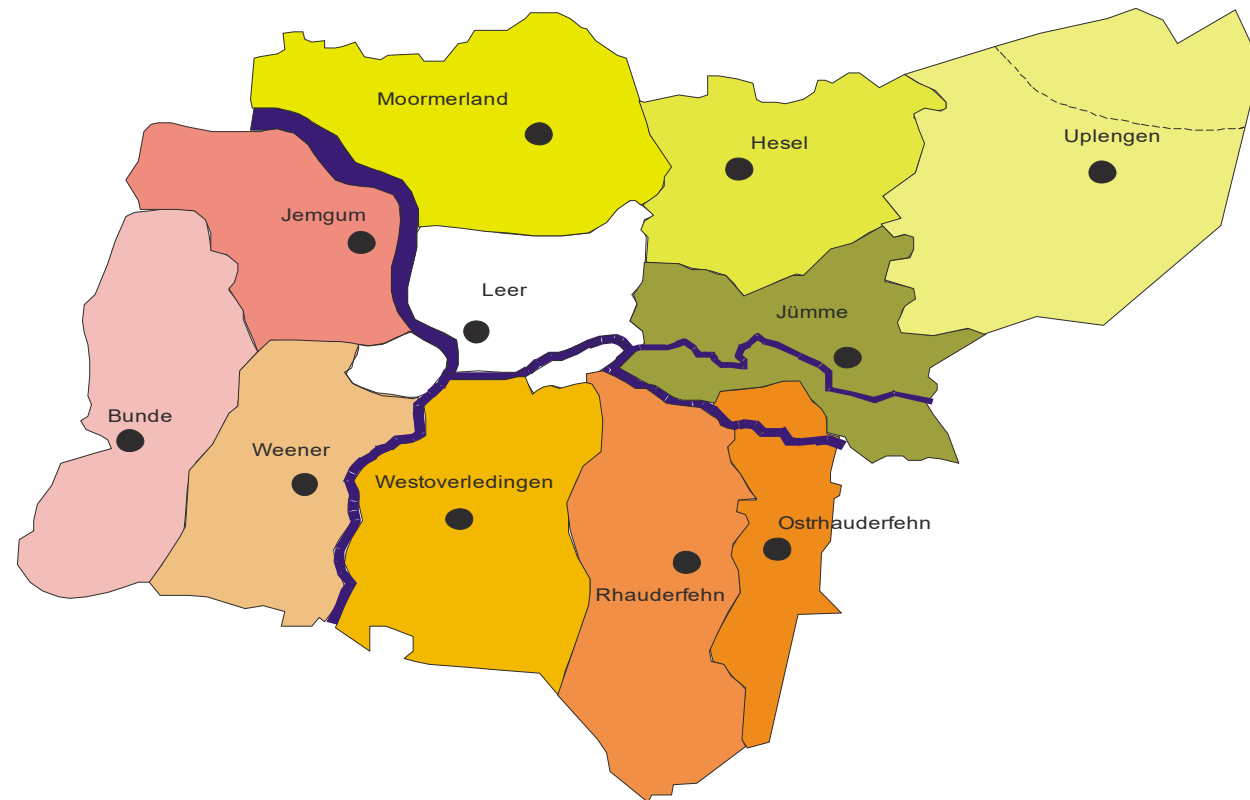 Moormerland
Hesel
Uplengen
Jemgum
Leer
Jümme
Bunde
Weener
Westoverledingen
Ostrhauderfehn
Rhauderfehn